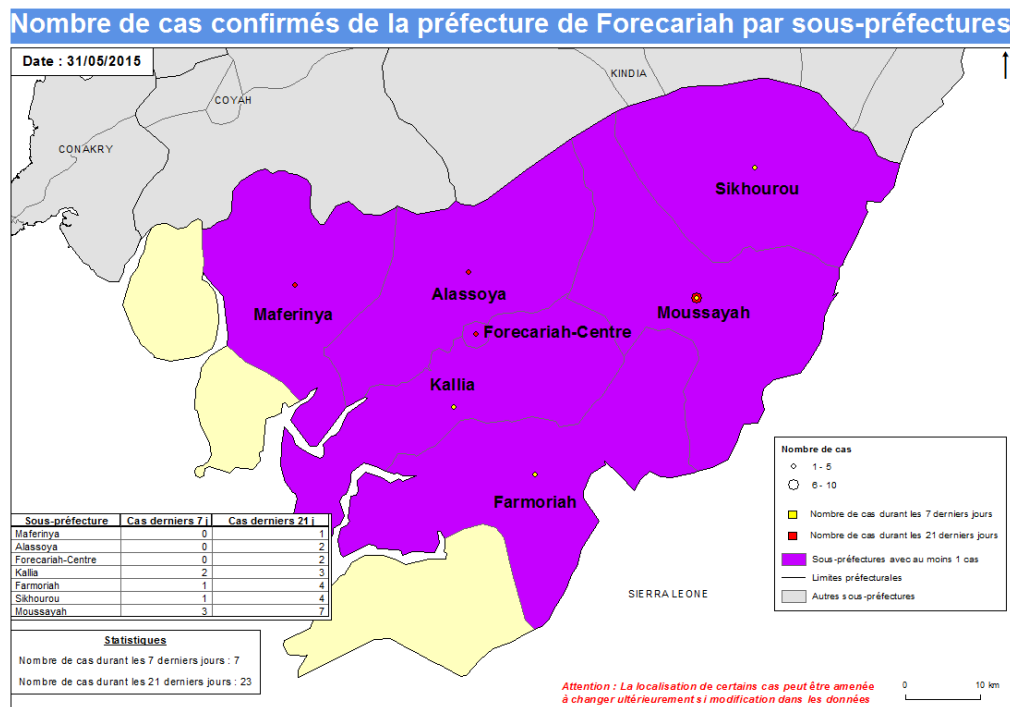 Nombre de cas confirmés de la préfecture de Forecariah par sous-préfectures
Date : 31/05/2015
KINDIA
COYAH
CONAKRY
Sikhourou
Alassoya
Maferinya
Moussayah
Forecariah-Centre
Kallia
Farmoriah
SIERRA LEONE
Nombre de cas
1 - 5
6 - 10
Nombre de cas durant les 7 derniers jours
Nombre de cas durant les 21 derniers jours
Sous-préfectures avec au moins 1 cas
Limites préfecturales
Autres sous-préfectures
Sous-préfecture Cas derniers 7 j Cas derniers 21 j
Maferinya 0 1
Alassoya 0 2
Forecariah-Centre 0 2
Kallia 2 3
Farmoriah 1 4
Sikhourou 1 4
Moussayah 3 7
Statistiques
Nombre de cas durant les 7 derniers jours : 7
Nombre de cas durant les 21 derniers jours : 23
Attention : La localisation de certains cas peut être amenée
à changer ultérieurement si modification dans les données
0 10 km